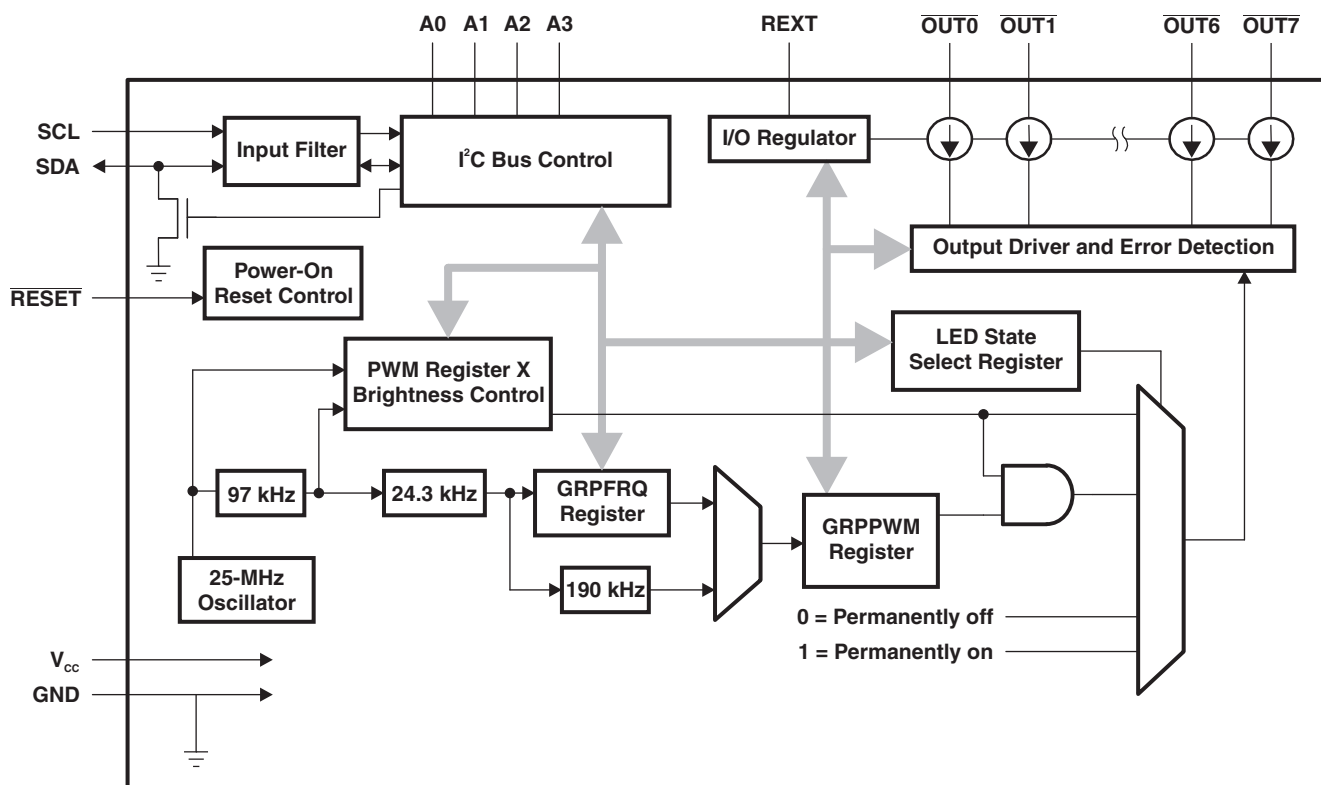 A0 A1 A2 A3 REXT OUT0 OUT1 OUT6 OUT7
SCL
SDA
Input Filter
I²C Bus Control
I/O Regulator
Output Driver and Error Detection
RESET
Power-On
Reset Control
PWM Register X
Brightness Control
LED State
Select Register
97 kHz
24.3 kHz
GRPFRQ
Register
190 kHz
GRPPWM
Register
25-MHz
Oscillator
0 = Permanently off
1 = Permanently on
VCC
GND